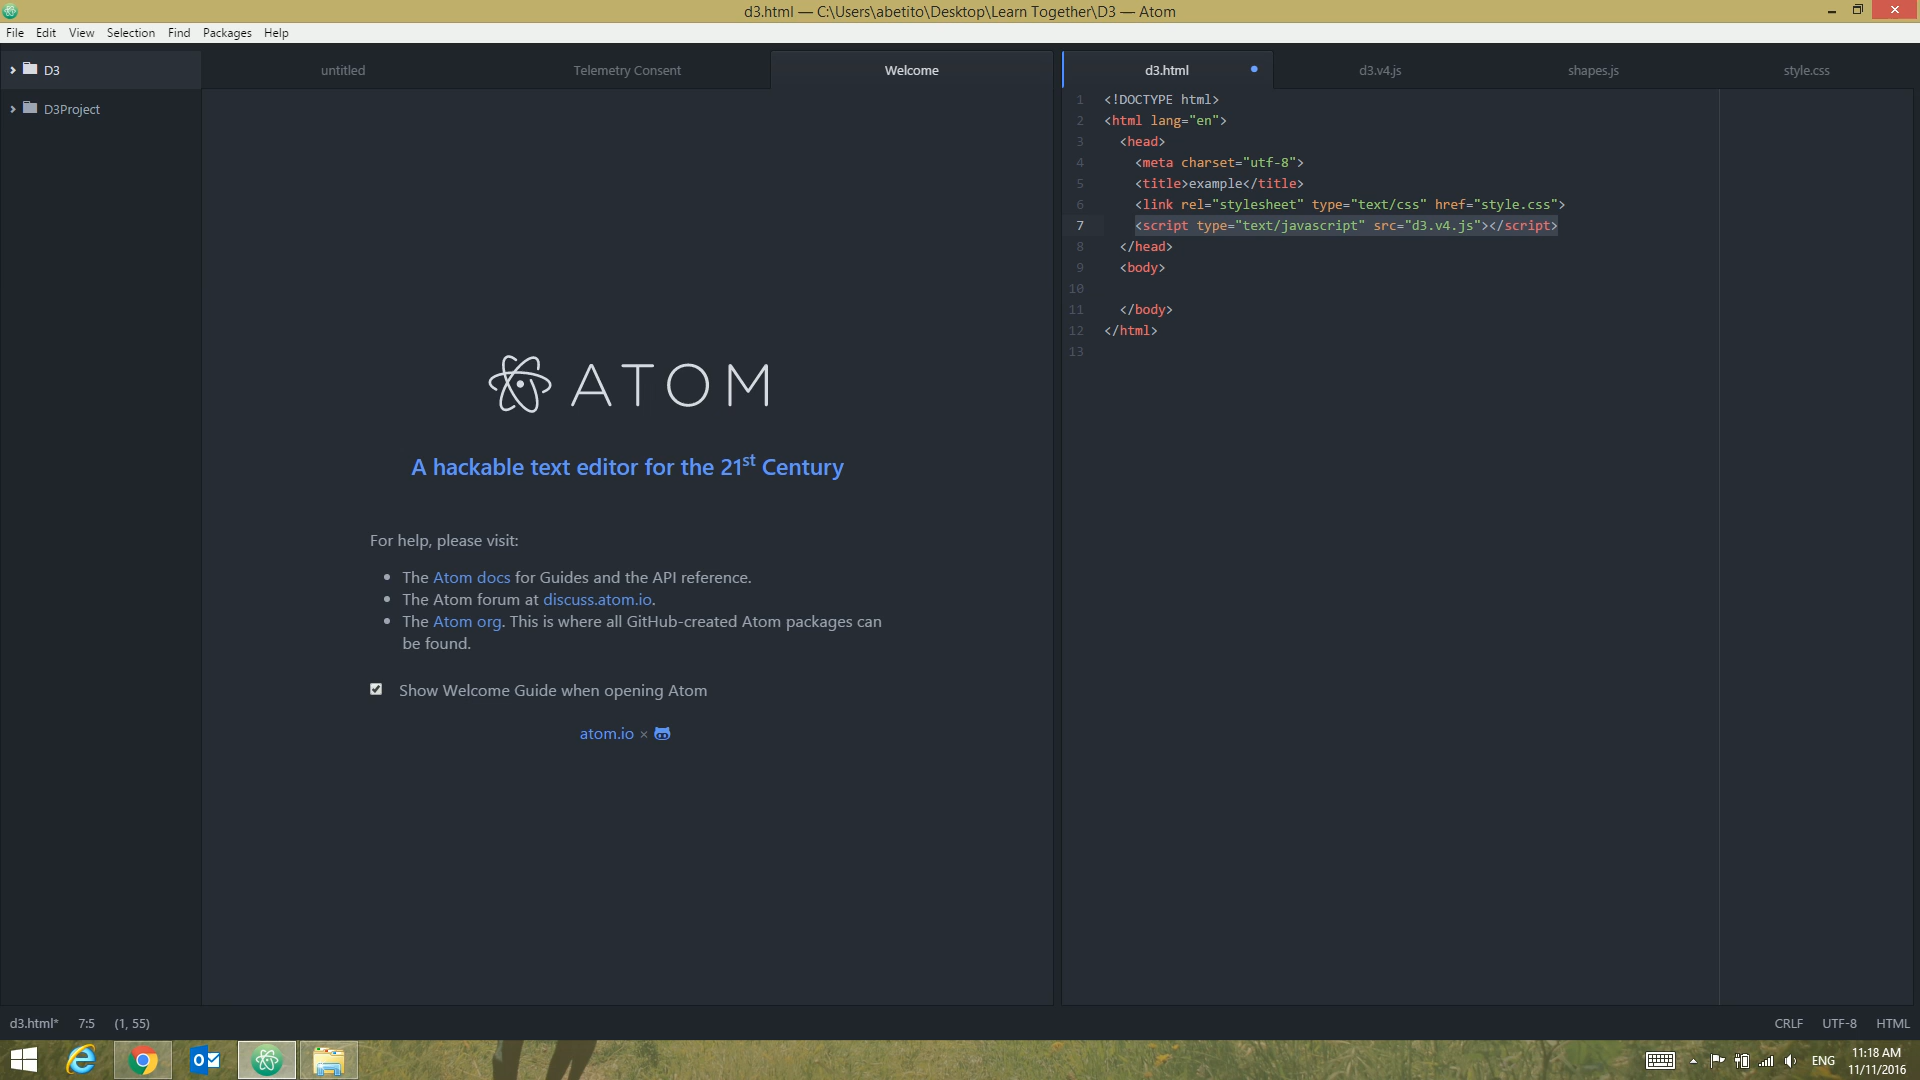 d3.html — C:\Users\abetito\Desktop\Learn Together\D3 — Atom
File Edit View Selection Find Packages Help
D3
D3Project
untitled Telemetry Consent Welcome
ATOM
A hackable text editor for the 21st Century
For help, please visit:
The Atom docs for Guides and the API reference.
The Atom forum at discuss.atom.io.
The Atom org. This is where all GitHub-created Atom packages can
be found.
Show Welcome Guide when opening Atom
atom.io ×
d3.html d3.v4.js shapes.js style.css
1 <!DOCTYPE html>
2 <html lang="en">
3 <head>
4 <meta charset="utf-8">
5 <title>example</title>
6 <link rel="stylesheet" type="text/css" href="style.css">
7 <script type="text/javascript" src="d3.v4.js"></script>
8 </head>
9 <body>
10
11 </body>
12 </html>
13
d3.html* 7:5 (1, 55)
CRLF UTF-8 HTML
ENG
11:18 AM
11/11/2016